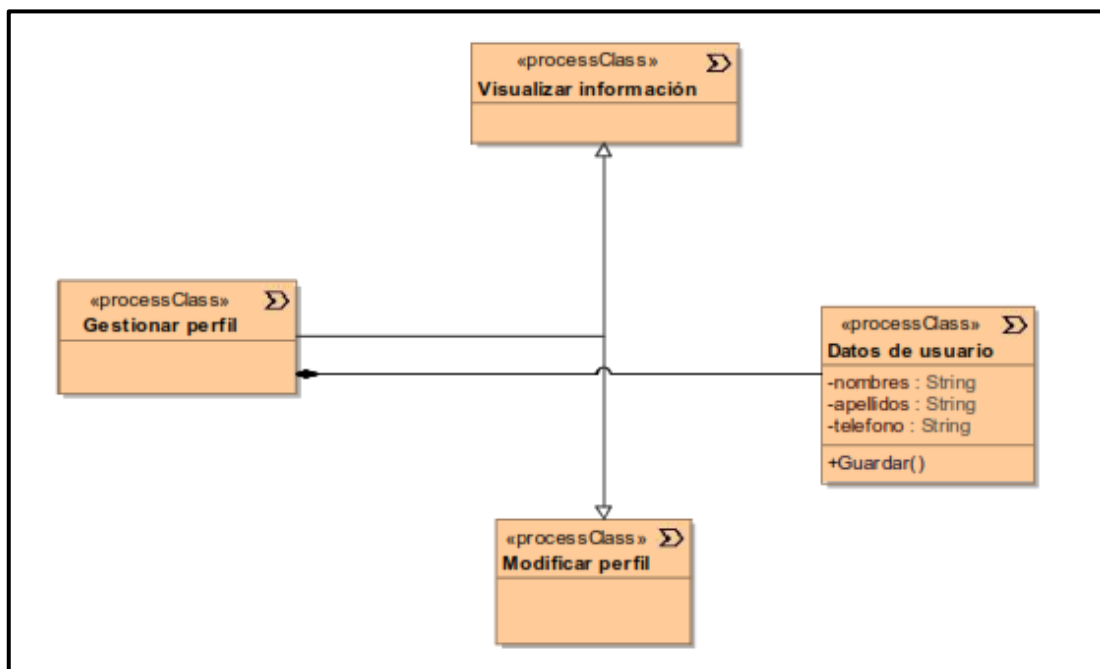 «processClass»
Visualizar información
«processClass»
Gestionar perfil
«processClass»
Datos de usuario
-nombres : String
-apellidos : String
-telefono : String
+Guardar()
«processClass»
Modificar perfil